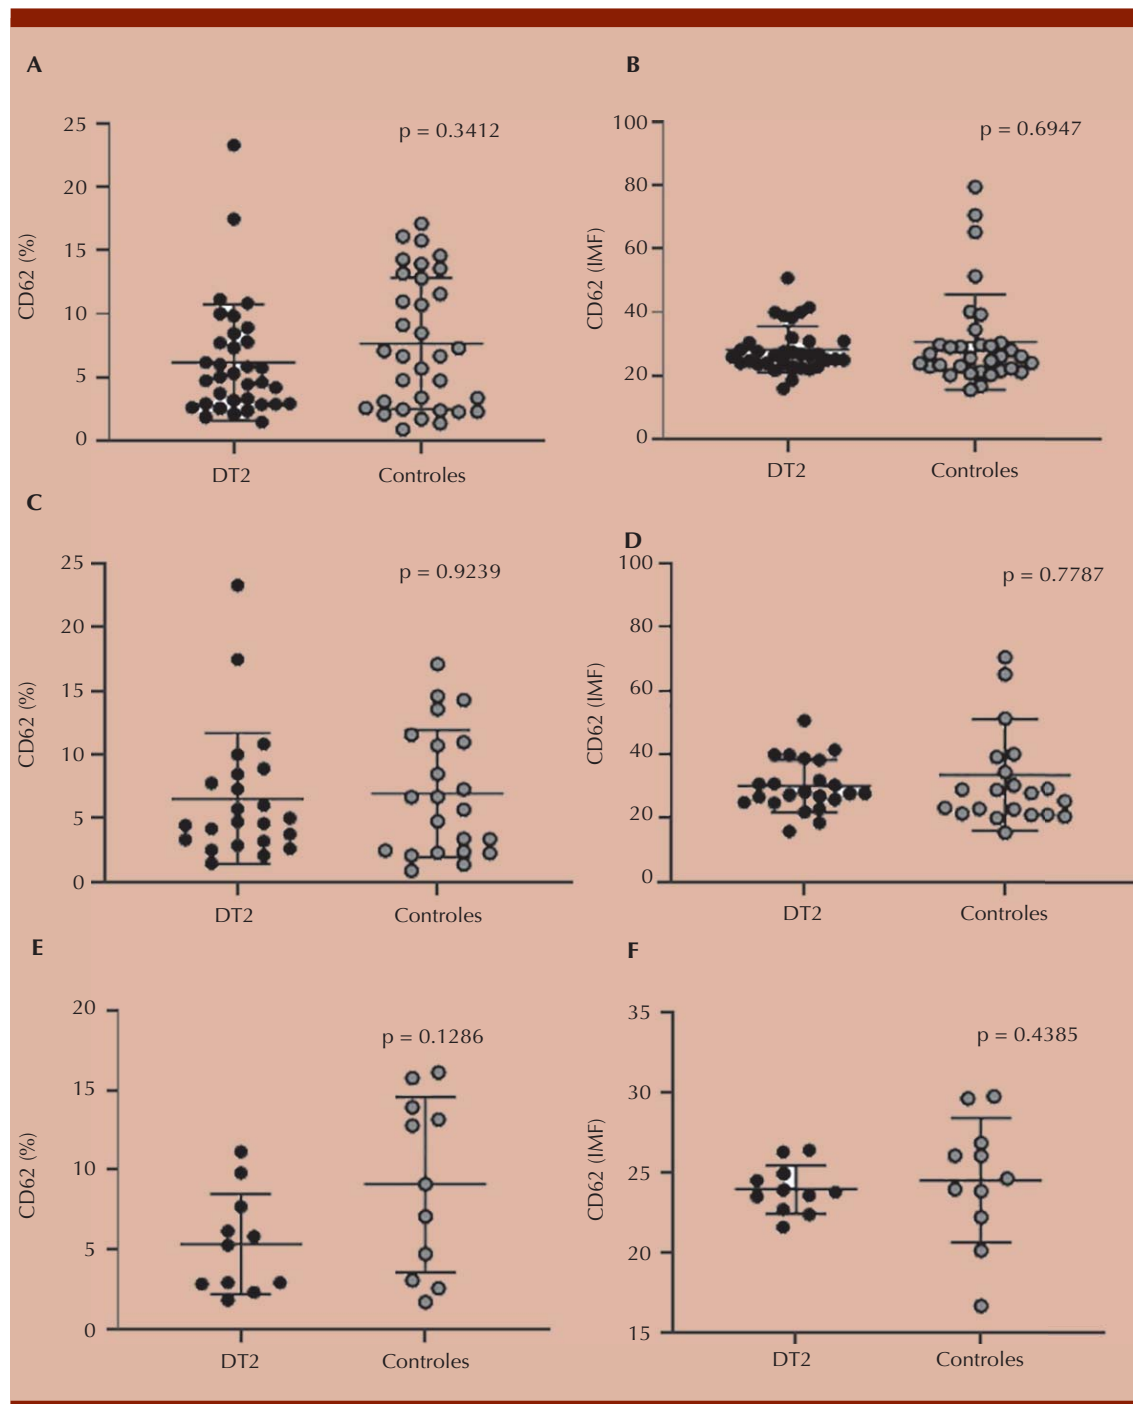 A
CD62 (%)
25
20
15
10
5
0
p = 0.3412
DT2
Controles
B
CD62 (IMF)
100
80
60
40
20
0
p = 0.6947
DT2
Controles
C
CD62 (%)
25
20
15
10
5
0
p = 0.9239
DT2
Controles
D
CD62 (IMF)
100
80
60
40
20
0
p = 0.7787
DT2
Controles
E
CD62 (%)
20
15
10
5
0
p = 0.1286
DT2
Controles
F
CD62 (IMF)
35
30
25
20
15
p = 0.4385
DT2
Controles